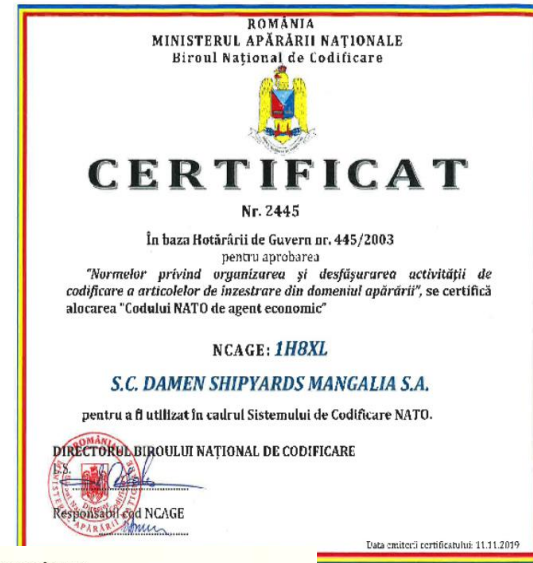 ROMÂNIA
MINISTERUL APĂRĂRII NAȚIONALE
Biroul Național de Codificare
CERTIFICAT
Nr. 2445
În baza Hotărârii de Guvern nr. 445/2003
pentru aprobarea
"Normelor privind organizarea și desfășurarea activității de
codificare a articolelor de înzestrare din domeniul apărării", se certifică
alocarea "Codului NATO de agent economic"
NCAGE: 1H8XL
S.C. DAMEN SHIPYARDS MANGALIA S.A.
pentru a fi utilizat în cadrul Sistemului de Codificare NATO.
DIRECTORUL BIROULUI NAȚIONAL DE CODIFICARE
L.S.
Responsabil cod NCAGE
Data emiterii certificatului: 11.11.2019